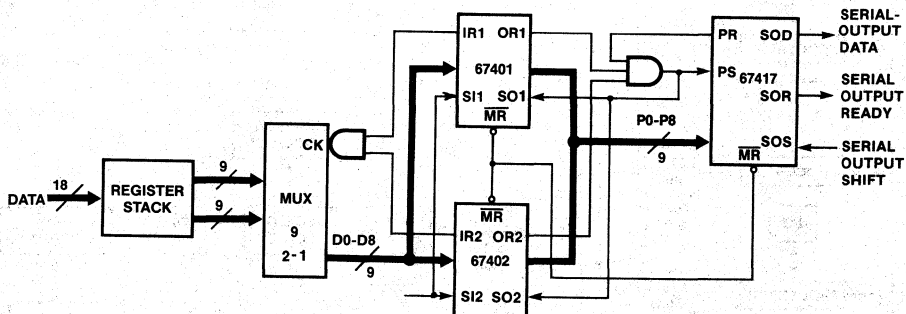 DATA
18
REGISTER
STACK
9
9
CK
MUX
9
2-1
D0-D8
9
IR1 OR1
67401
SI1 SO1
MR
MR
IR2 OR2
67402
SI2 SO2
P0-P8
9
PR SOD
PS 67417
SOR
SOS
MR
SERIAL-
OUTPUT
DATA
SERIAL
OUTPUT
READY
SERIAL
OUTPUT
SHIFT